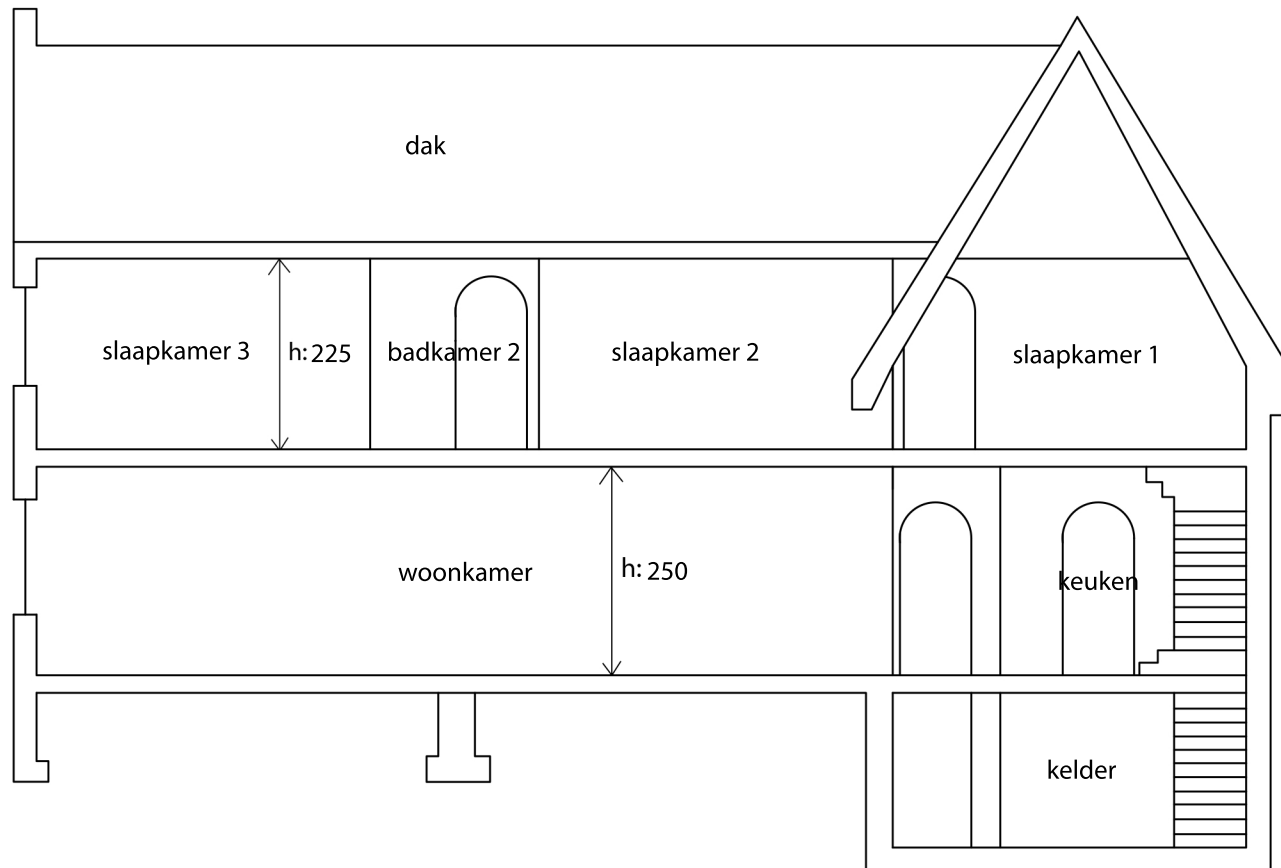 dak
slaapkamer 3
h: 225
badkamer 2
slaapkamer 2
slaapkamer 1
woonkamer
h: 250
keuken
kelder